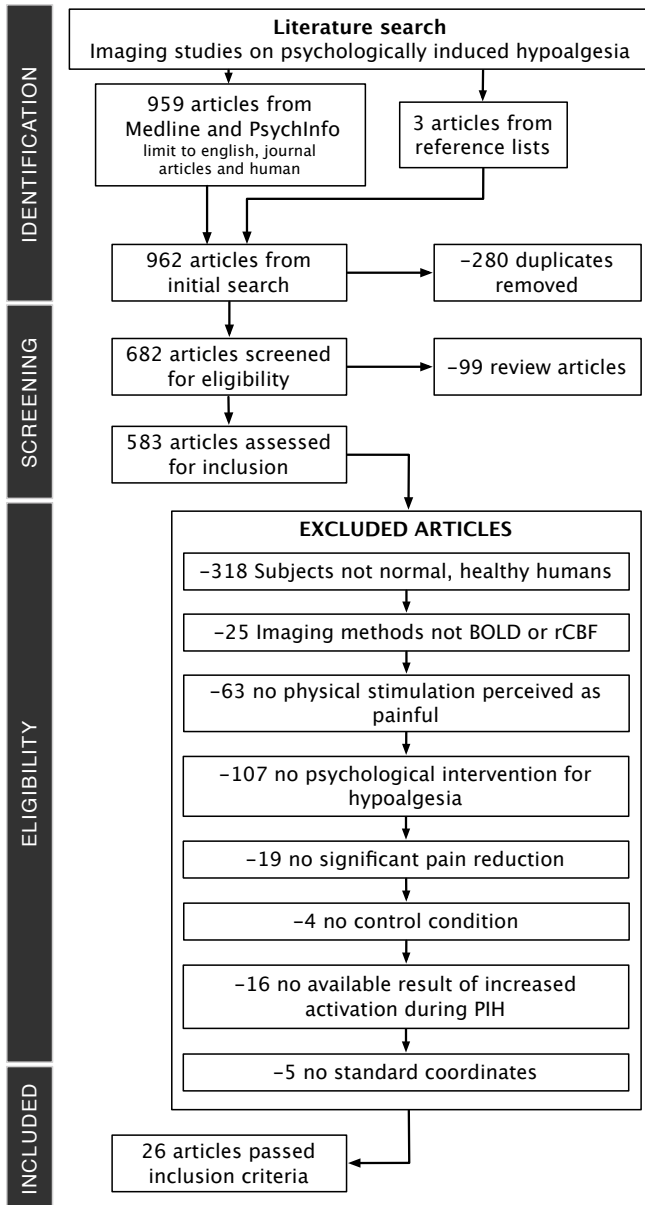 IDENTIFICATION
Literature search
Imaging studies on psychologically induced hypoalgesia
959 articles from
Medline and PsychInfo
limit to english, journal
articles and human
3 articles from
reference lists
962 articles from
initial search
−280 duplicates
removed
SCREENING
682 articles screened
for eligibility
−99 review articles
583 articles assessed
for inclusion
ELIGIBILITY
EXCLUDED ARTICLES
−318 Subjects not normal, healthy humans
−25 Imaging methods not BOLD or rCBF
−63 no physical stimulation perceived as
painful
−107 no psychological intervention for
hypoalgesia
−19 no significant pain reduction
−4 no control condition
−16 no available result of increased
activation during PIH
−5 no standard coordinates
INCLUDED
26 articles passed
inclusion criteria